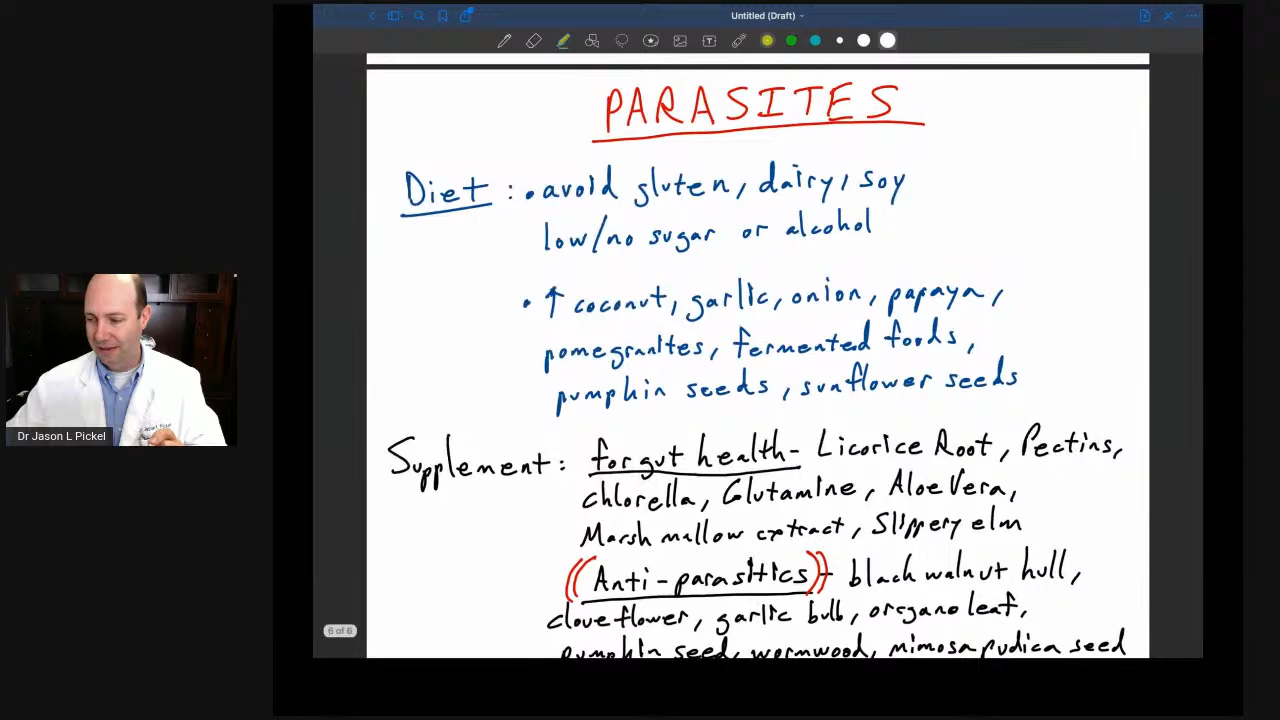 Untitled (Draft)
PARASITES
Diet : • avoid gluten, dairy, soy
low/no sugar or alcohol
• ↑ coconut, garlic, onion, papaya,
pomegranites, fermented foods,
pumpkin seeds, sunflower seeds
Dr Jason L Pickel
Supplement: for gut health- Licorice Root, Pectins,
chlorella, Glutamine, Aloe Vera,
Marshmallow extract, Slippery elm
((Anti-parasitics))- black walnut hull,
clove flower, garlic bulb, oregano leaf,
6 of 6
pumpkin seed, wormwood, mimosa pudica seed